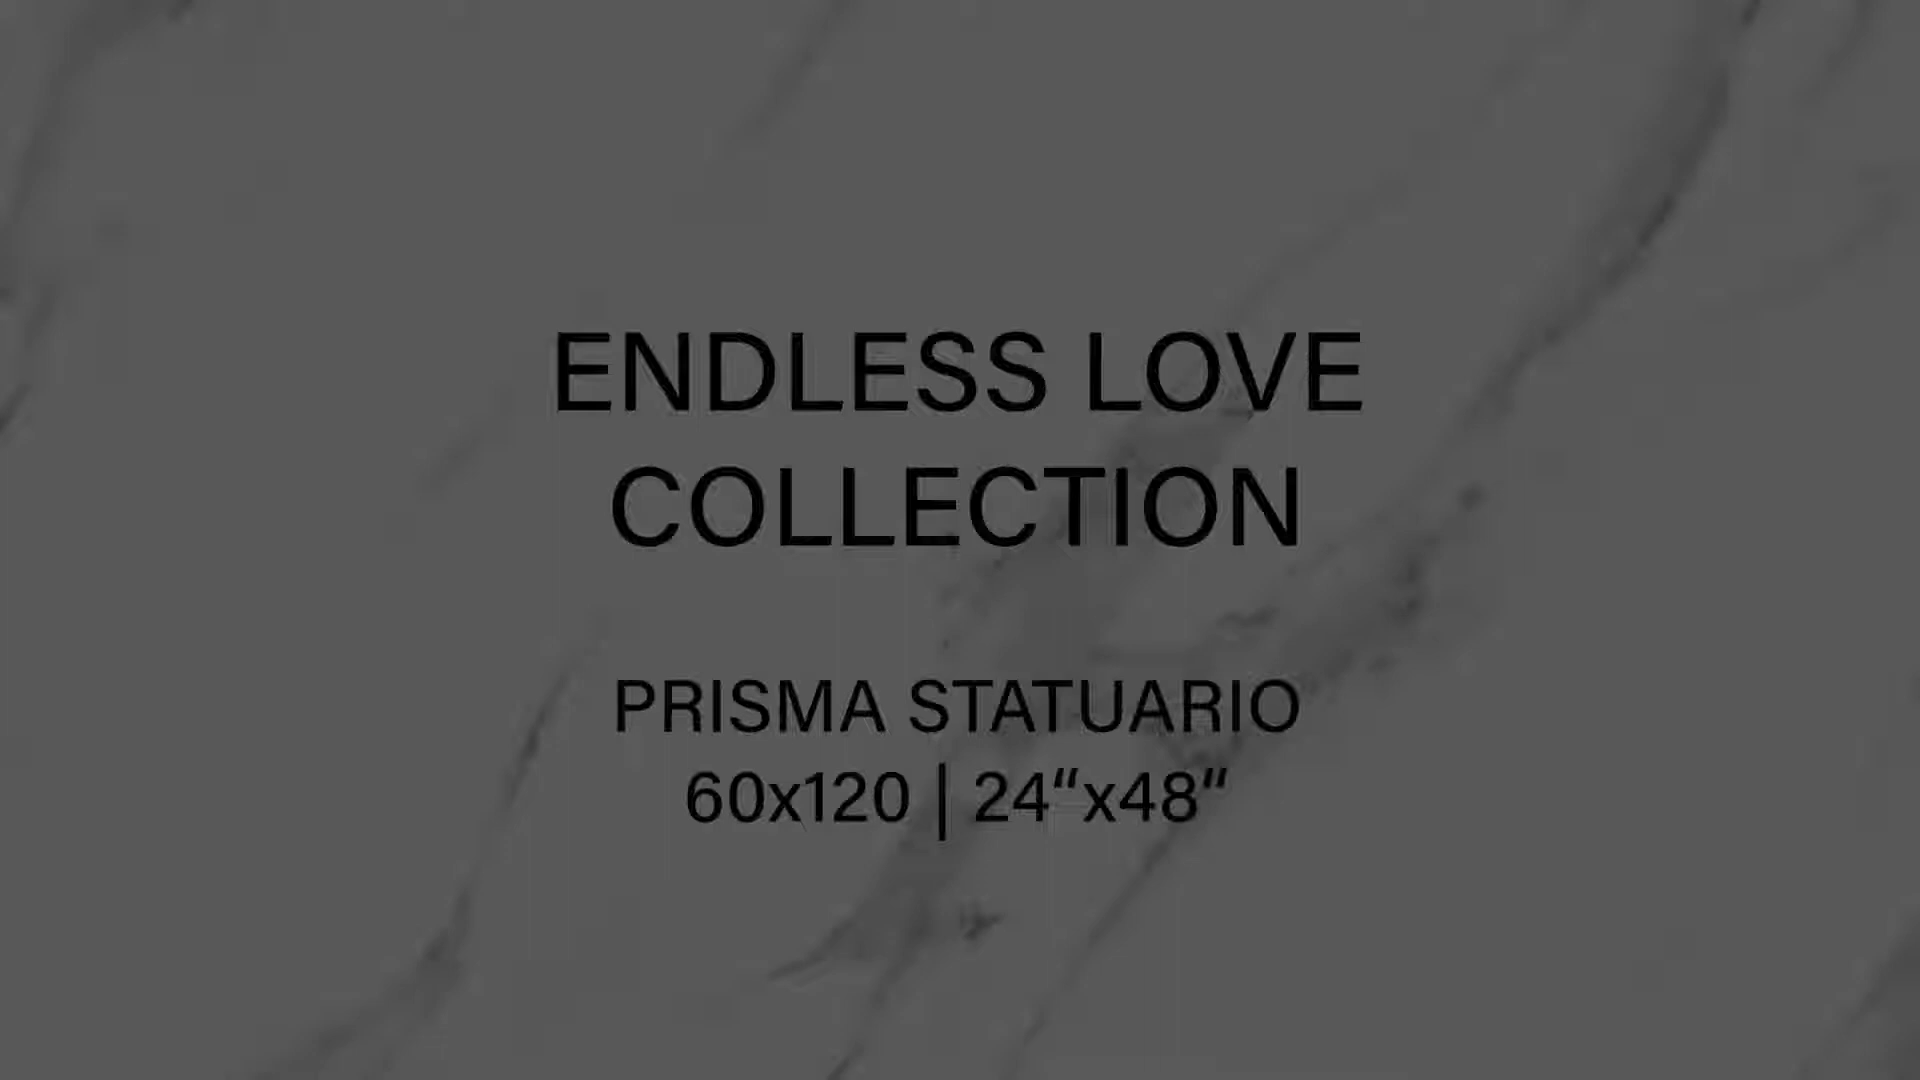 ENDLESS LOVE
COLLECTION
PRISMA STATUARIO
60x120 | 24“x48”